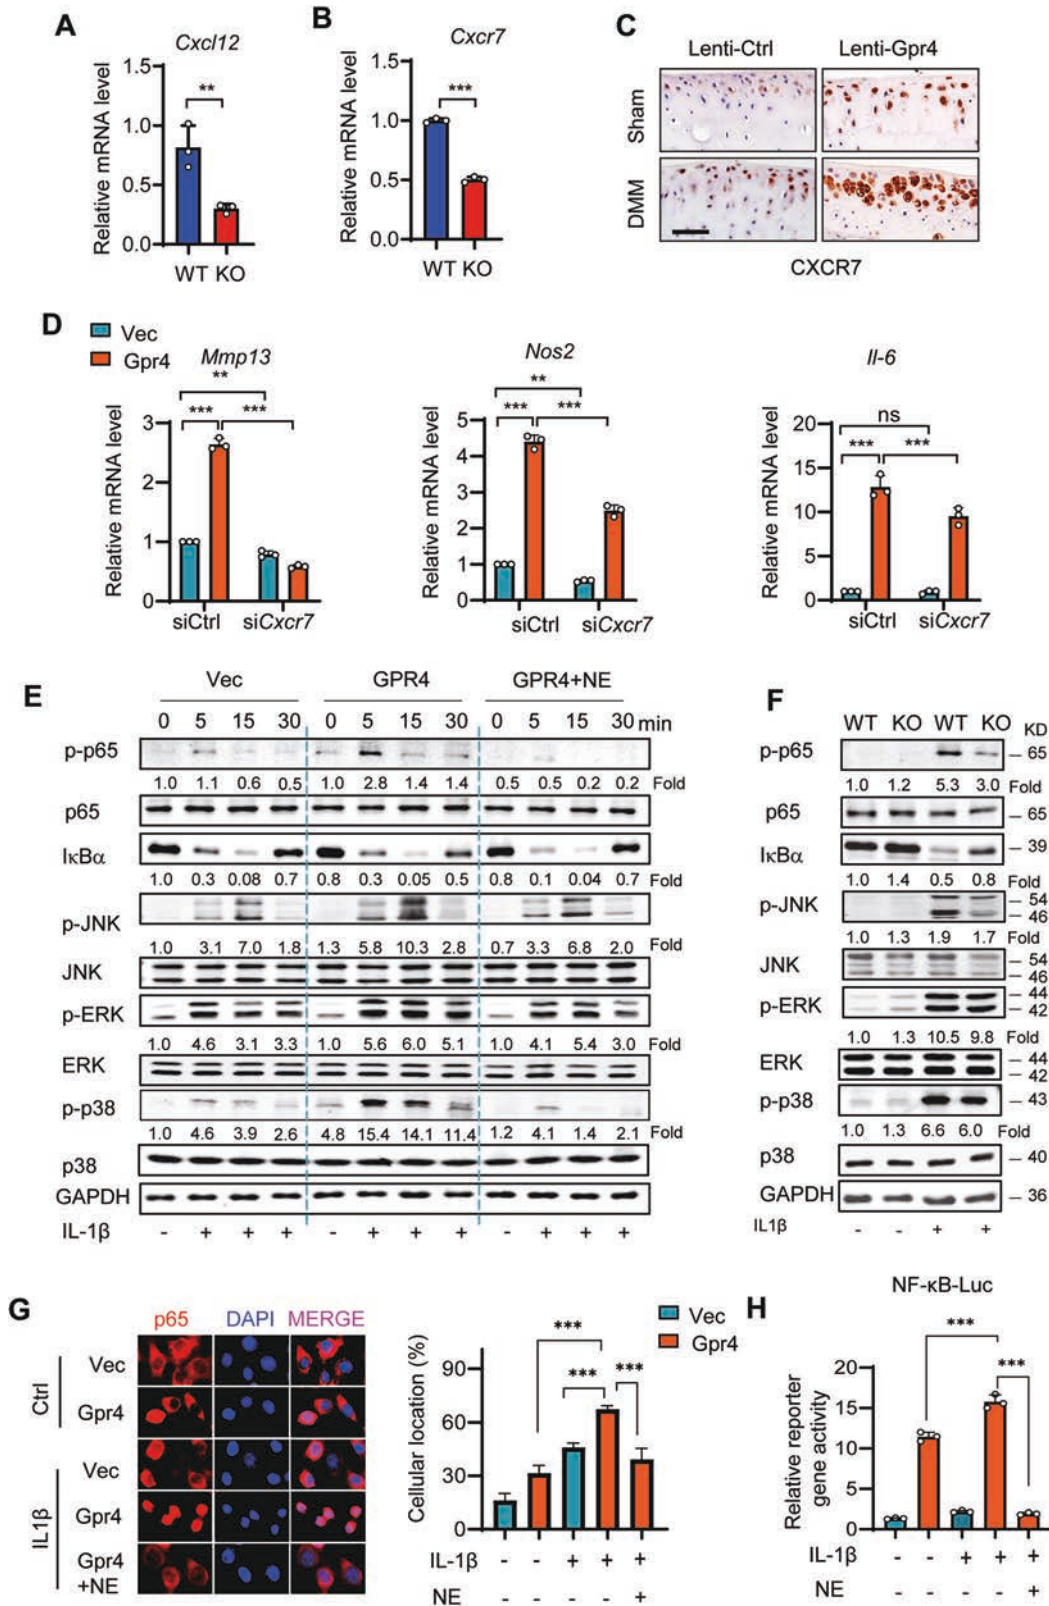 A
Cxcl12
Relative mRNA level
1.5
1.0
0.5
0.0
**
WT KO
B
Cxcr7
Relative mRNA level
1.5
1.0
0.5
0.0
***
WT KO
C
Lenti-Ctrl Lenti-Gpr4
Sham
DMM
CXCR7
D
Vec
Gpr4
Mmp13
Relative mRNA level
3
2
1
0
**
*** ***
siCtrl siCxcr7
Nos2
Relative mRNA level
5
4
3
2
1
0
**
*** ***
siCtrl siCxcr7
Il-6
Relative mRNA level
20
15
10
5
0
ns
*** ***
siCtrl siCxcr7
E
Vec GPR4 GPR4+NE
0 5 15 30 0 5 15 30 0 5 15 30 min
p-p65
1.0 1.1 0.6 0.5 1.0 2.8 1.4 1.4 0.5 0.5 0.2 0.2 Fold
p65
IκBα
1.0 0.3 0.08 0.7 0.8 0.3 0.05 0.5 0.8 0.1 0.04 0.7 Fold
p-JNK
1.0 3.1 7.0 1.8 1.3 5.8 10.3 2.8 0.7 3.3 6.8 2.0 Fold
JNK
p-ERK
1.0 4.6 3.1 3.3 1.0 5.6 6.0 5.1 1.0 4.1 5.4 3.0 Fold
ERK
p-p38
1.0 4.6 3.9 2.6 4.8 15.4 14.1 11.4 1.2 4.1 1.4 2.1 Fold
p38
GAPDH
IL-1β - + + + - + + + - + + +
F
WT KO WT KO KD
p-p65 – 65
1.0 1.2 5.3 3.0 Fold
p65 – 65
IκBα – 39
1.0 1.4 0.5 0.8 Fold
p-JNK – 54
– 46
1.0 1.3 1.9 1.7 Fold
JNK – 54
– 46
p-ERK – 44
– 42
1.0 1.3 10.5 9.8 Fold
ERK – 44
– 42
p-p38 – 43
1.0 1.3 6.6 6.0 Fold
p38 – 40
GAPDH – 36
IL1β - - + +
G
p65 DAPI MERGE
Ctrl
Vec
Gpr4
IL1β
Vec
Gpr4
Gpr4
+NE
Vec
Gpr4
Cellular location (%)
90
60
30
0
***
*** ***
IL-1β - - + + +
NE - - - - +
H
NF-κB-Luc
Relative reporter
gene activity
20
15
10
5
0
***
***
IL-1β - - + + +
NE - - - - +